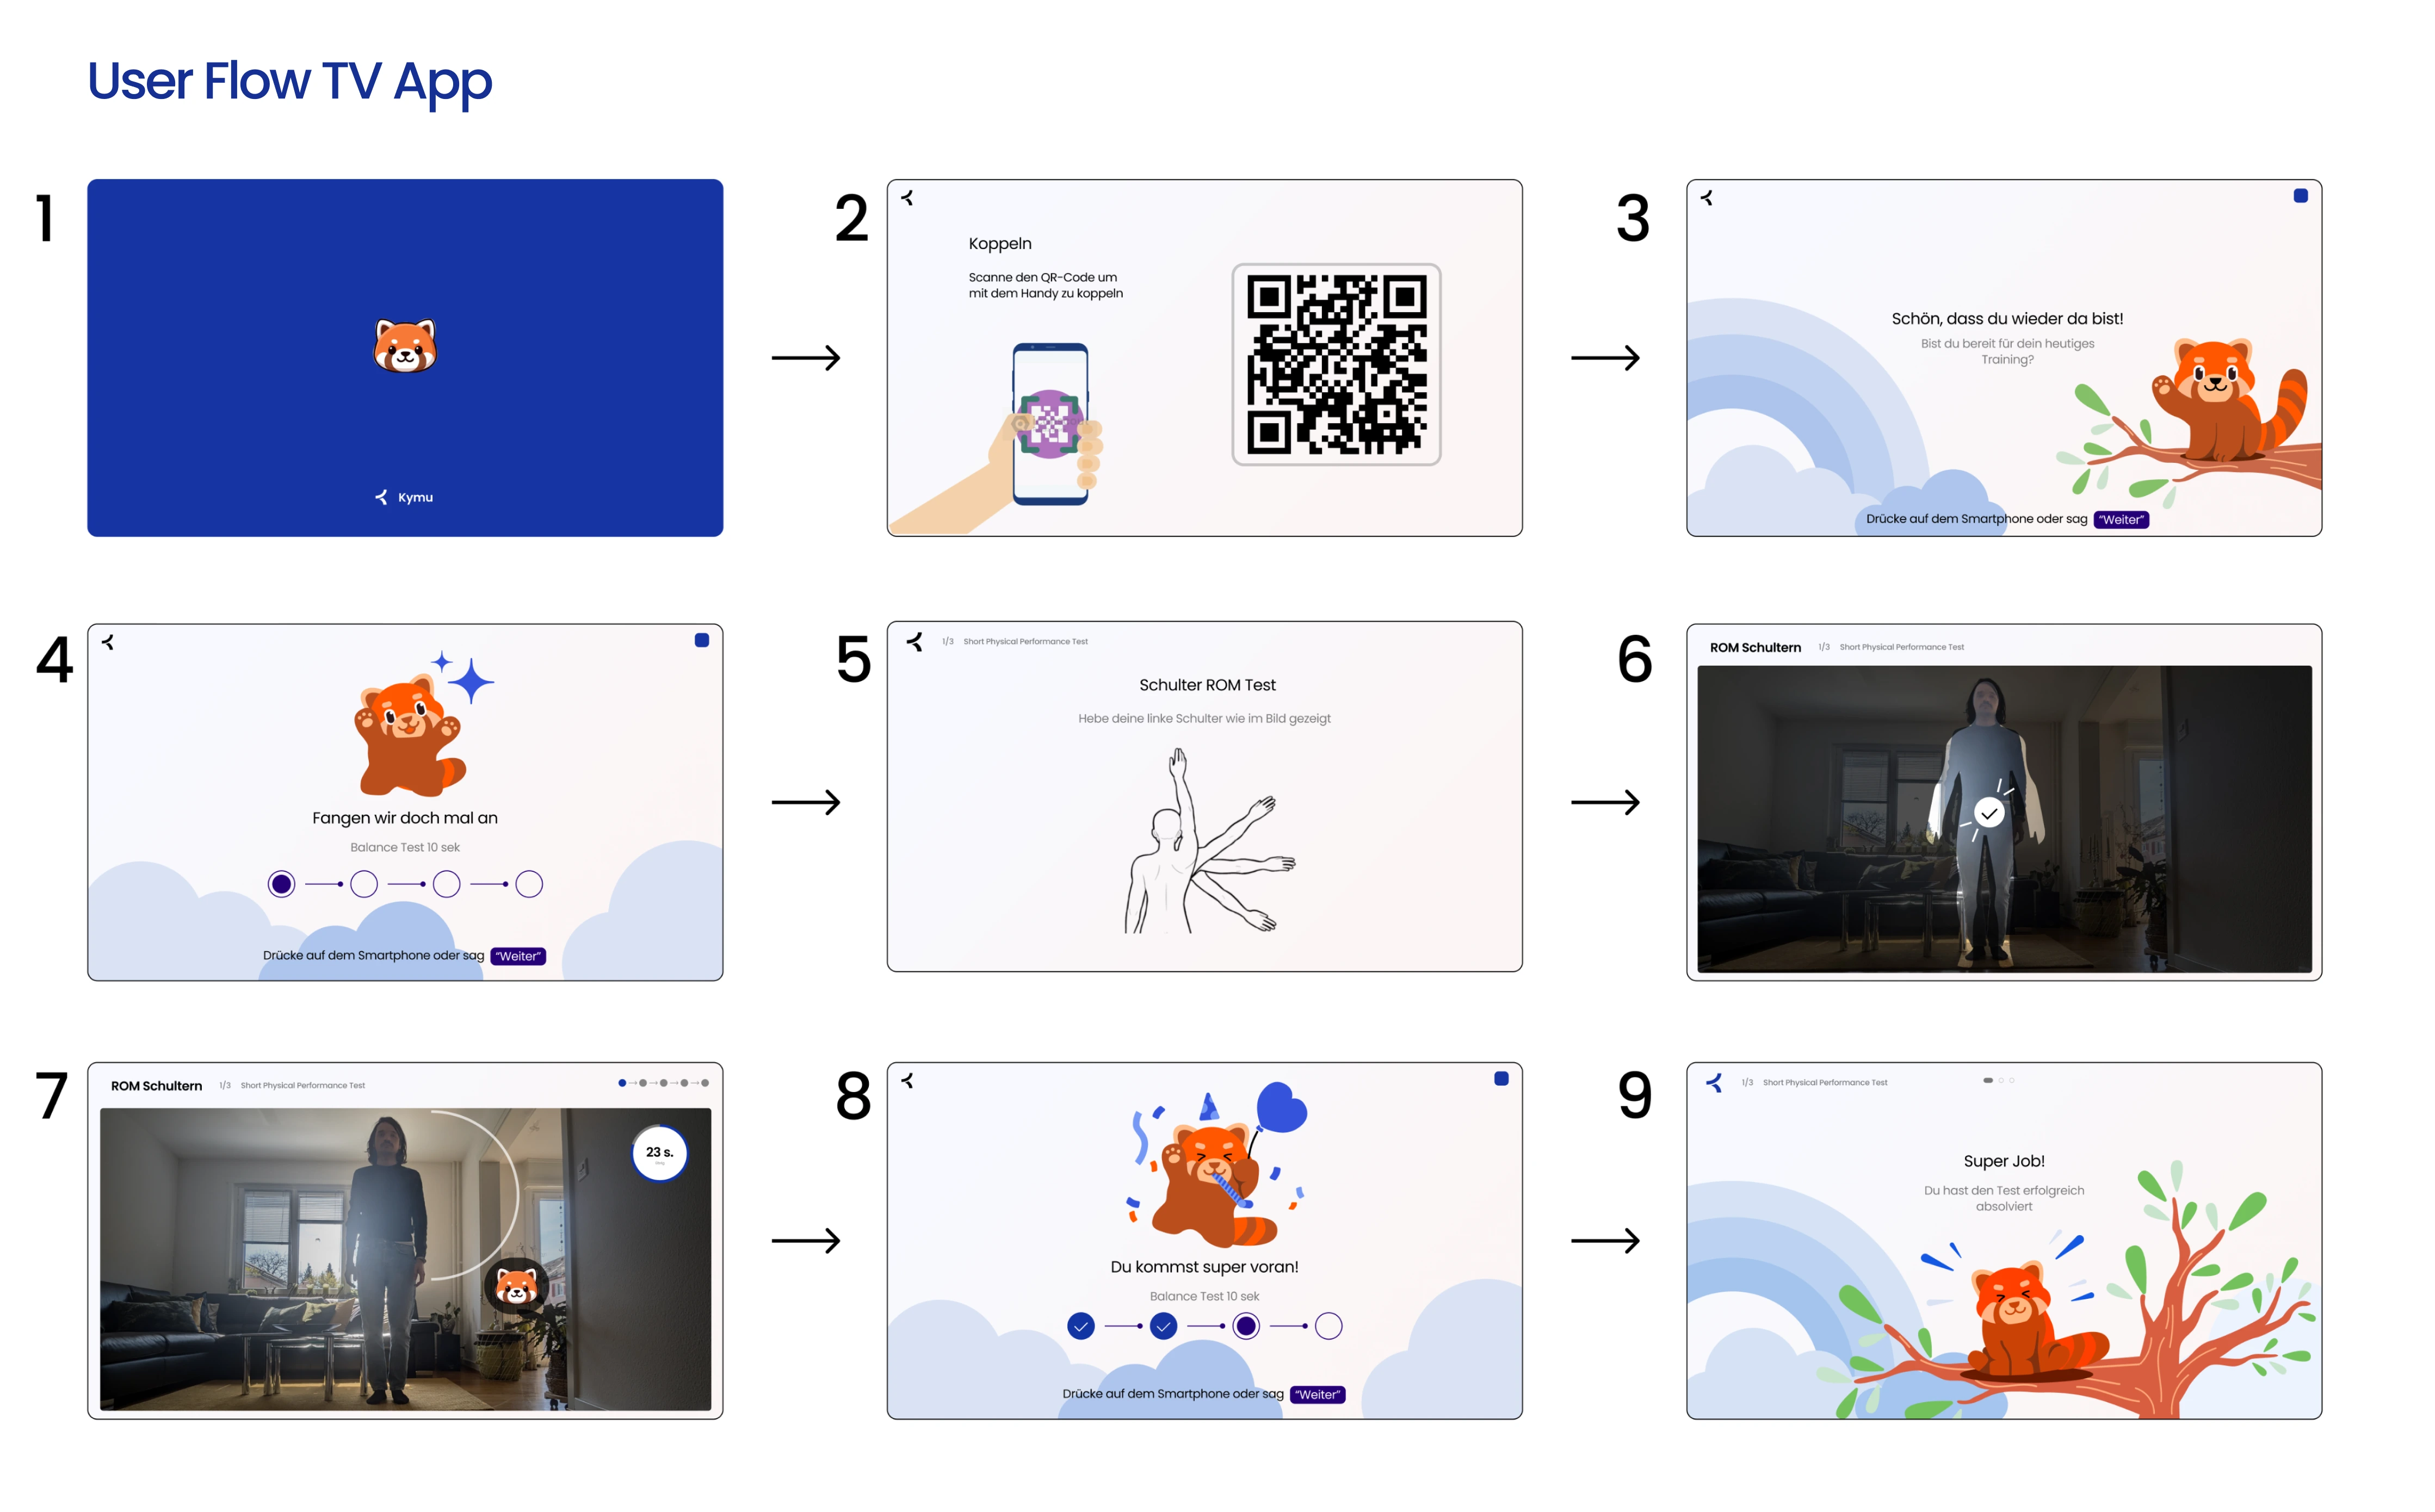 User Flow TV App
1
Kymu
2
Koppeln
Scanne den QR-Code um
mit dem Handy zu koppeln
3
Schön, dass du wieder da bist!
Bist du bereit für dein heutiges
Training?
Drücke auf dem Smartphone oder sag "Weiter"
4
Fangen wir doch mal an
Balance Test 10 sek
Drücke auf dem Smartphone oder sag "Weiter"
5
1/3 Short Physical Performance Test
Schulter ROM Test
Hebe deine linke Schulter wie im Bild gezeigt
6
ROM Schultern 1/3 Short Physical Performance Test
7
ROM Schultern 1/3 Short Physical Performance Test
23 s.
8
Du kommst super voran!
Balance Test 10 sek
Drücke auf dem Smartphone oder sag "Weiter"
9
1/3 Short Physical Performance Test
Super Job!
Du hast den Test erfolgreich
absolviert